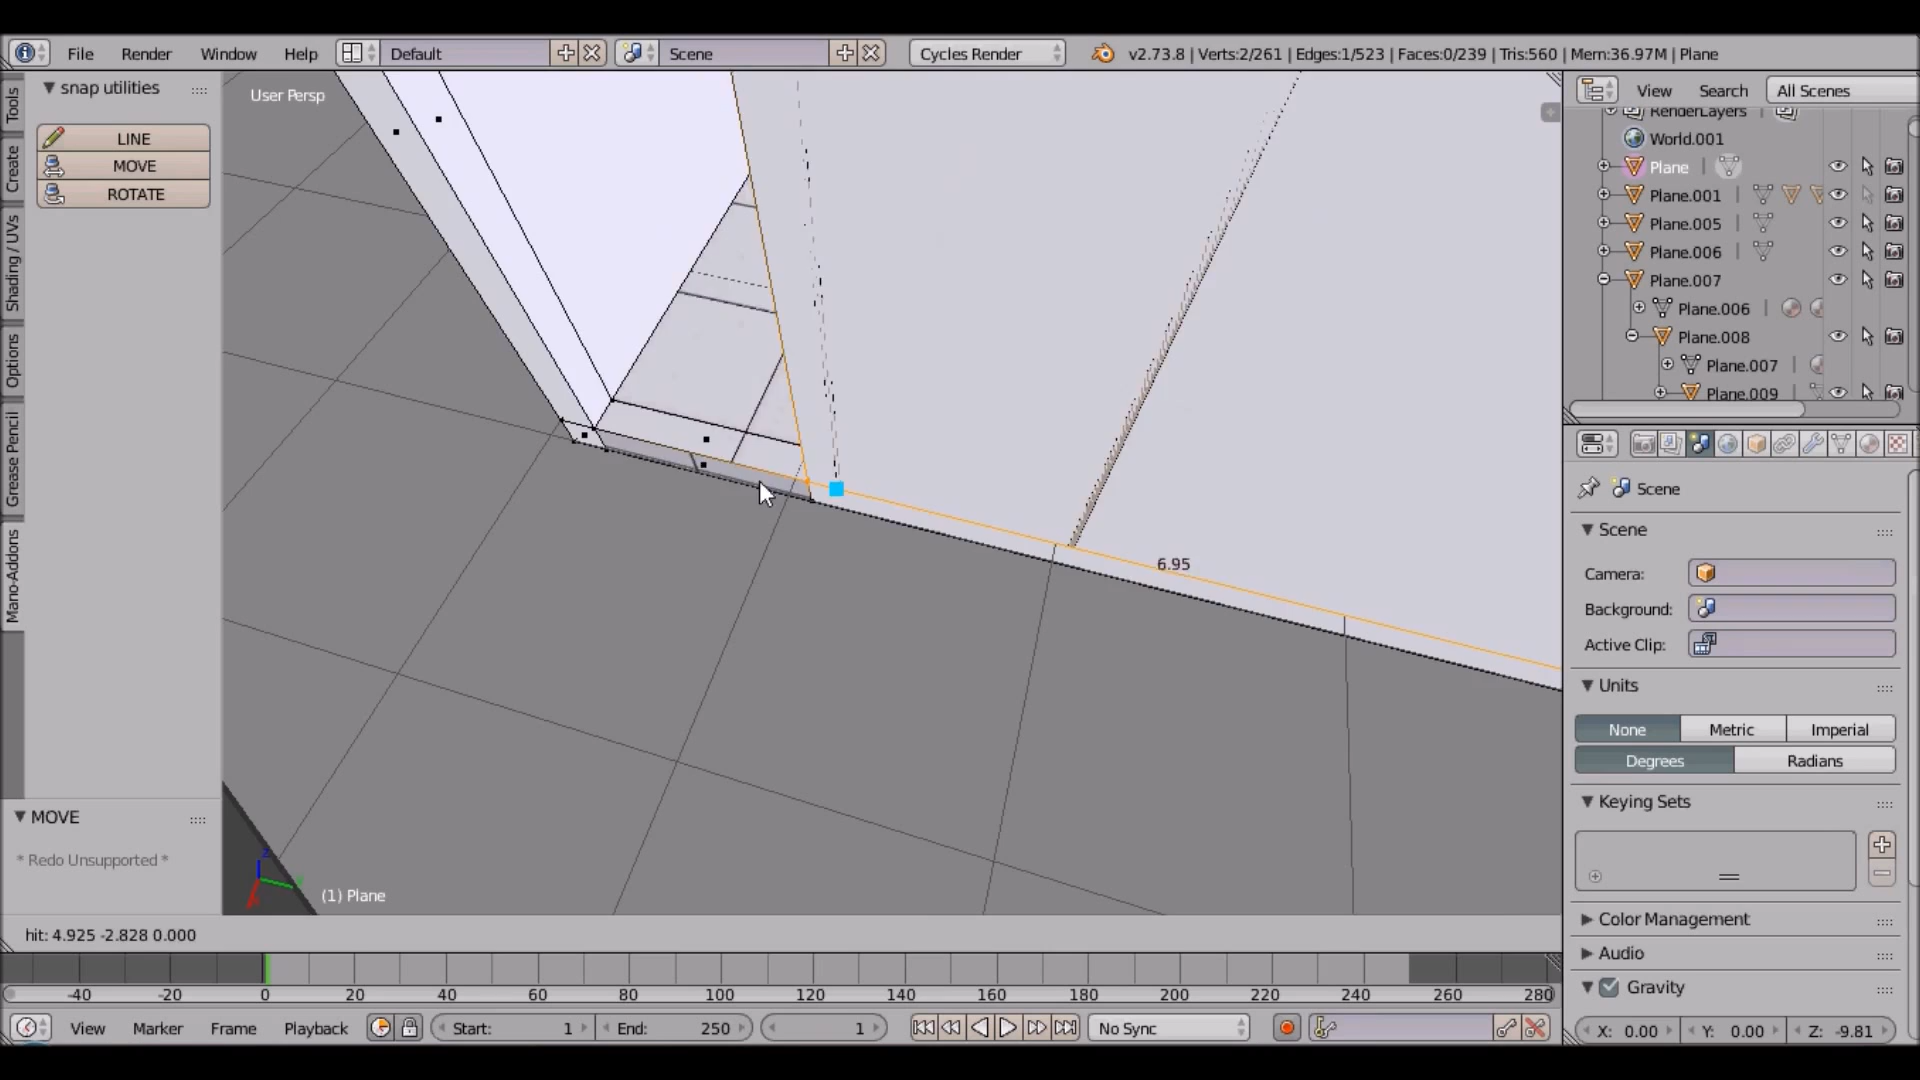 File Render Window Help Default Scene Cycles Render v2.73.8 | Verts:2/261 | Edges:1/523 | Faces:0/239 | Tris:560 | Mem:36.97M | Plane
snap utilities
LINE
MOVE
ROTATE
Tools
Create
Shading / UVs
Options
Grease Pencil
Mano-Addons
MOVE
* Redo Unsupported *
User Persp
6.95
(1) Plane
hit: 4.925 -2.828 0.000
View Search All Scenes
RenderLayers
World.001
Plane
Plane.001
Plane.005
Plane.006
Plane.007
Plane.006
Plane.008
Plane.007
Plane.009
Scene
Scene
Camera:
Background:
Active Clip:
Units
None Metric Imperial
Degrees Radians
Keying Sets
Color Management
Audio
Gravity
X: 0.00 Y: 0.00 Z: -9.81
-40 -20 0 20 40 60 80 100 120 140 160 180 200 220 240 260 280
View Marker Frame Playback Start: 1 End: 250 1 No Sync